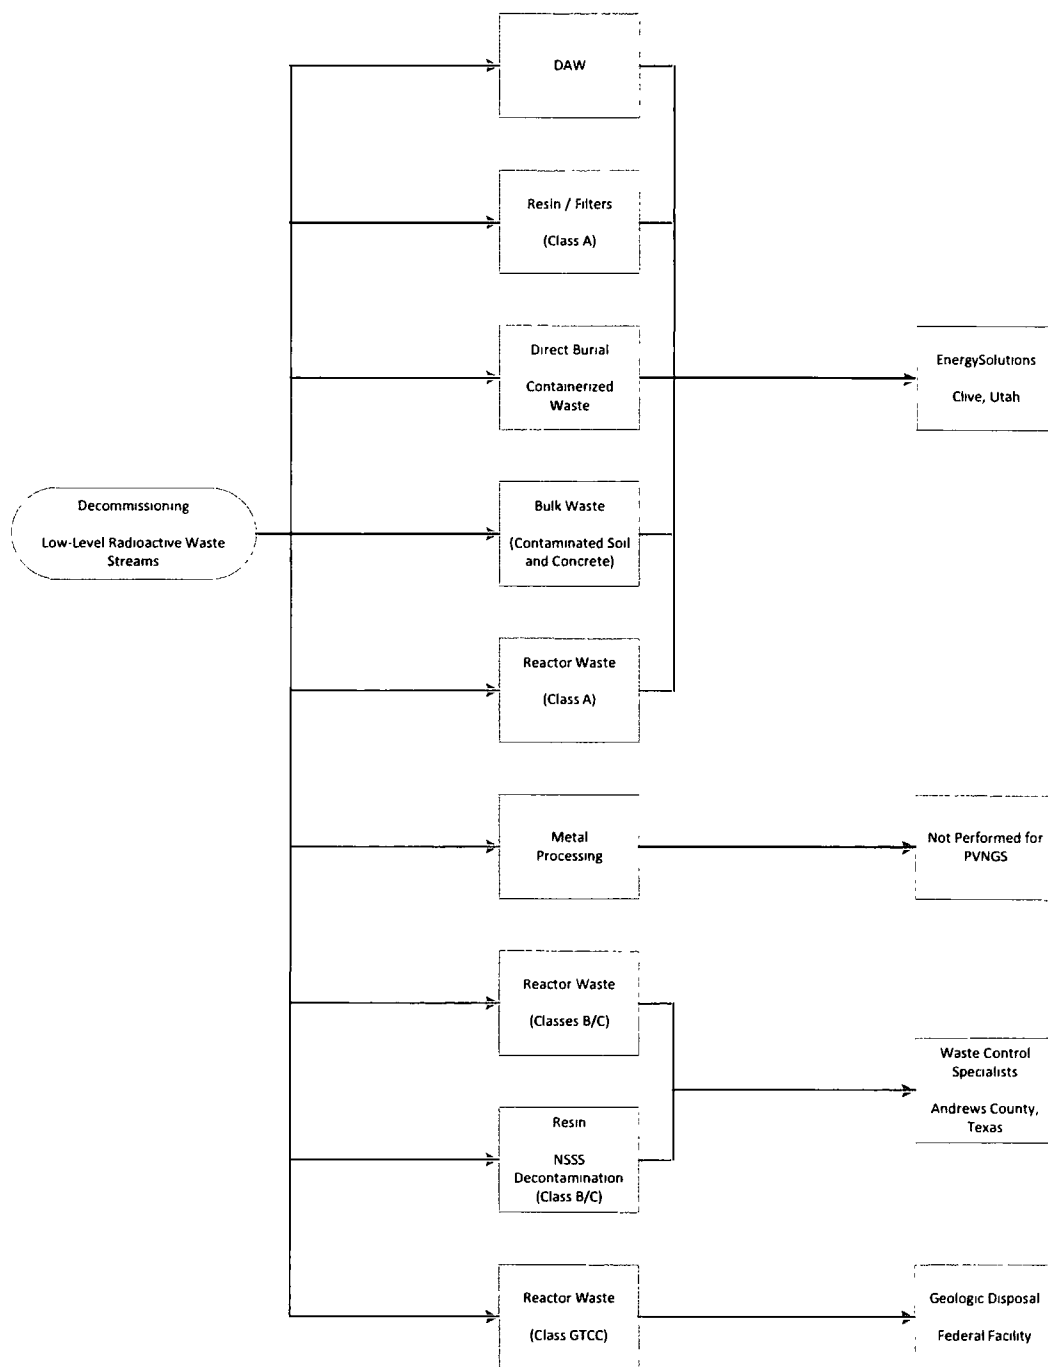 DAW
Resin / Filters
(Class A)
Direct Burial
Containerized
Waste
EnergySolutions
Clive, Utah
Decommissioning
Low-Level Radioactive Waste
Streams
Bulk Waste
(Contaminated Soil
and Concrete)
Reactor Waste
(Class A)
Metal
Processing
Not Performed for
PVNGS
Reactor Waste
(Classes B/C)
Waste Control
Specialists
Andrews County,
Texas
Resin
NSSS
Decontamination
(Class B/C)
Reactor Waste
(Class GTCC)
Geologic Disposal
Federal Facility